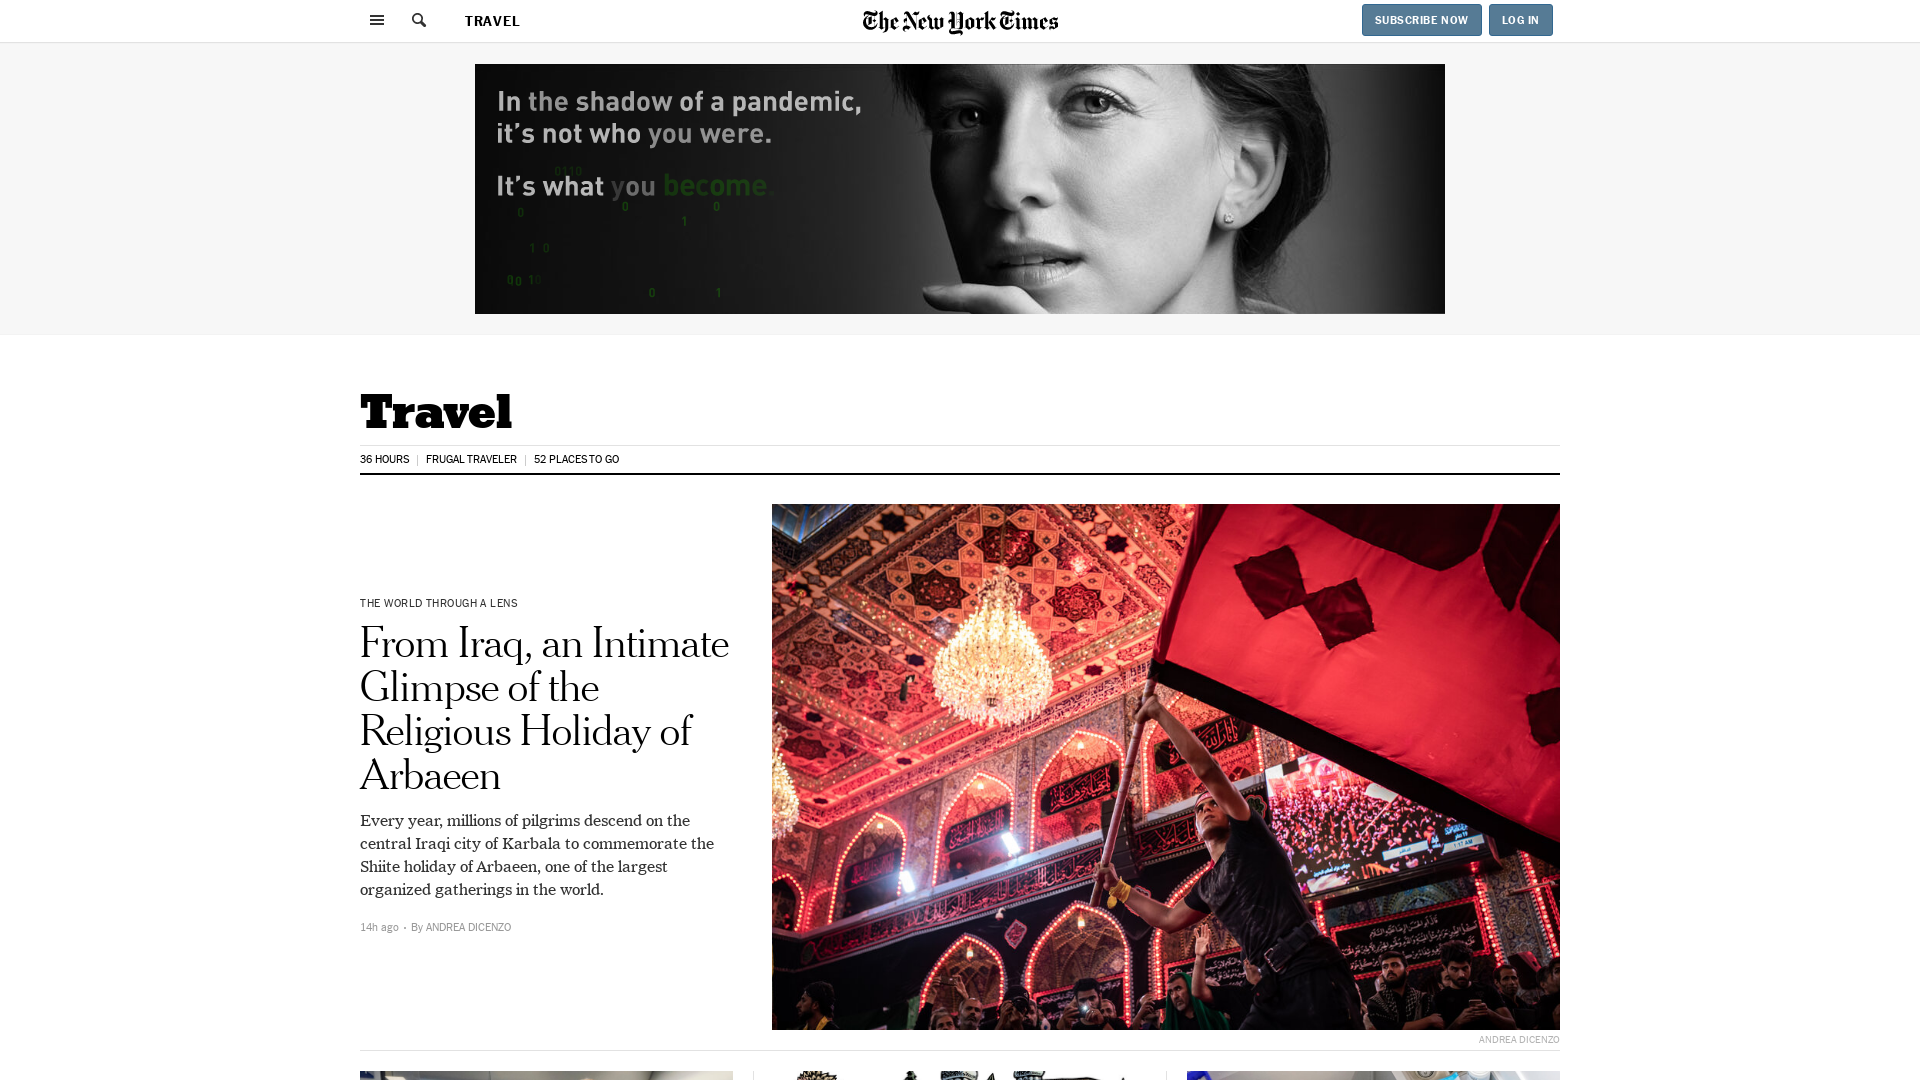 TRAVEL
The New York Times
SUBSCRIBE NOW
LOG IN
In the shadow of a pandemic,
it's not who you were.
It's what you become
Travel
36 HOURS
FRUGAL TRAVELER
52 PLACES TO GO
THE WORLD THROUGH A LENS
From Iraq, an Intimate
Glimpse of the
Religious Holiday of
Arbaeen
Every year, millions of pilgrims descend on the
central Iraqi city of Karbala to commemorate the
Shiite holiday of Arbaeen, one of the largest
organized gatherings in the world.
14h ago · By ANDREA DICENZO
ANDREA DICENZO